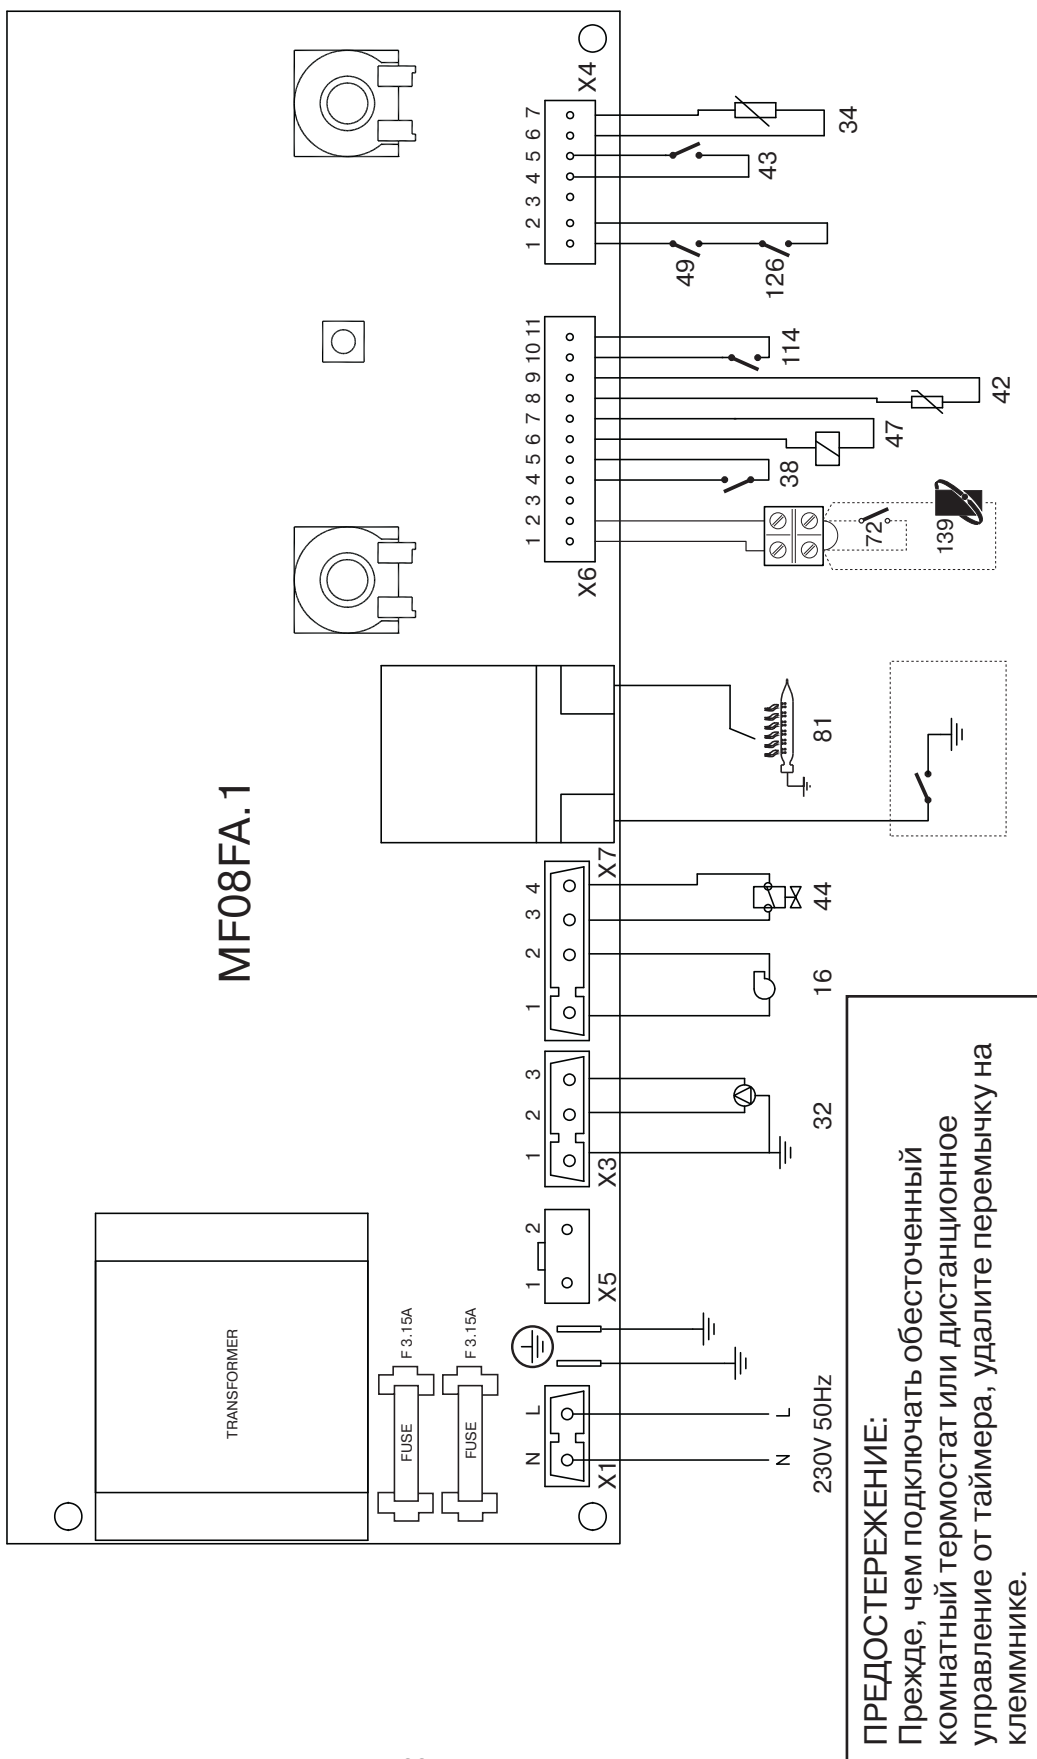 MF08FA.1
TRANSFORMER
FUSE
F 3.15A
FUSE
F 3.15A
N L
1 2
1 2 3
1 2 3 4
1 2 3 4 5 6 7 8 9 10 11
1 2 3 4 5 6 7
X1
X5
X3
X7
X6
X4
N L
230V 50Hz
32
16
44
81
72
139
38
47
42
114
49
126
43
34
ПРЕДОСТЕРЕЖЕНИЕ:
Прежде, чем подключать обесточенный
комнатный термостат или дистанционное
управление от таймера, удалите перемычку на
клеммнике.